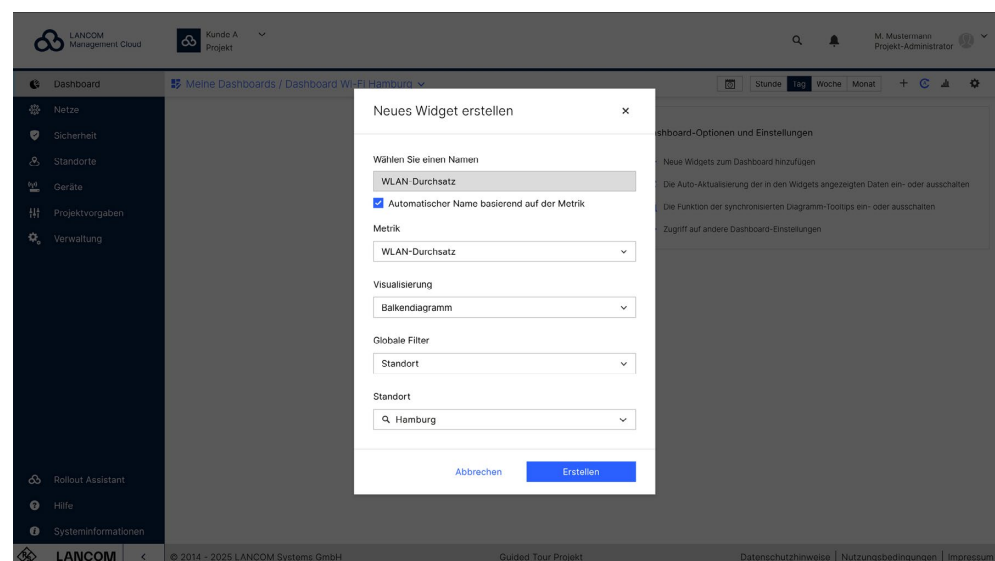 LANCOM
Management Cloud
Kunde A
Projekt
M. Mustermann
Projekt-Administrator
Dashboard
Meine Dashboards / Dashboard Wi-Fi Hamburg
Stunde Tag Woche Monat
Netze
Sicherheit
Standorte
Geräte
Projektvorgaben
Verwaltung
Neues Widget erstellen
Wählen Sie einen Namen
WLAN-Durchsatz
Automatischer Name basierend auf der Metrik
Metrik
WLAN-Durchsatz
Visualisierung
Balkendiagramm
Globale Filter
Standort
Standort
Hamburg
Abbrechen Erstellen
shboard-Optionen und Einstellungen
Neue Widgets zum Dashboard hinzufügen
Die Auto-Aktualisierung der in den Widgets angezeigten Daten ein- oder ausschalten
Die Funktion der synchronisierten Diagramm-Tooltips ein- oder ausschalten
Zugriff auf andere Dashboard-Einstellungen
Rollout Assistant
Hilfe
Systeminformationen
LANCOM
© 2014 - 2025 LANCOM Systems GmbH
Guided Tour Projekt
Datenschutzhinweise | Nutzungsbedingungen | Impressum